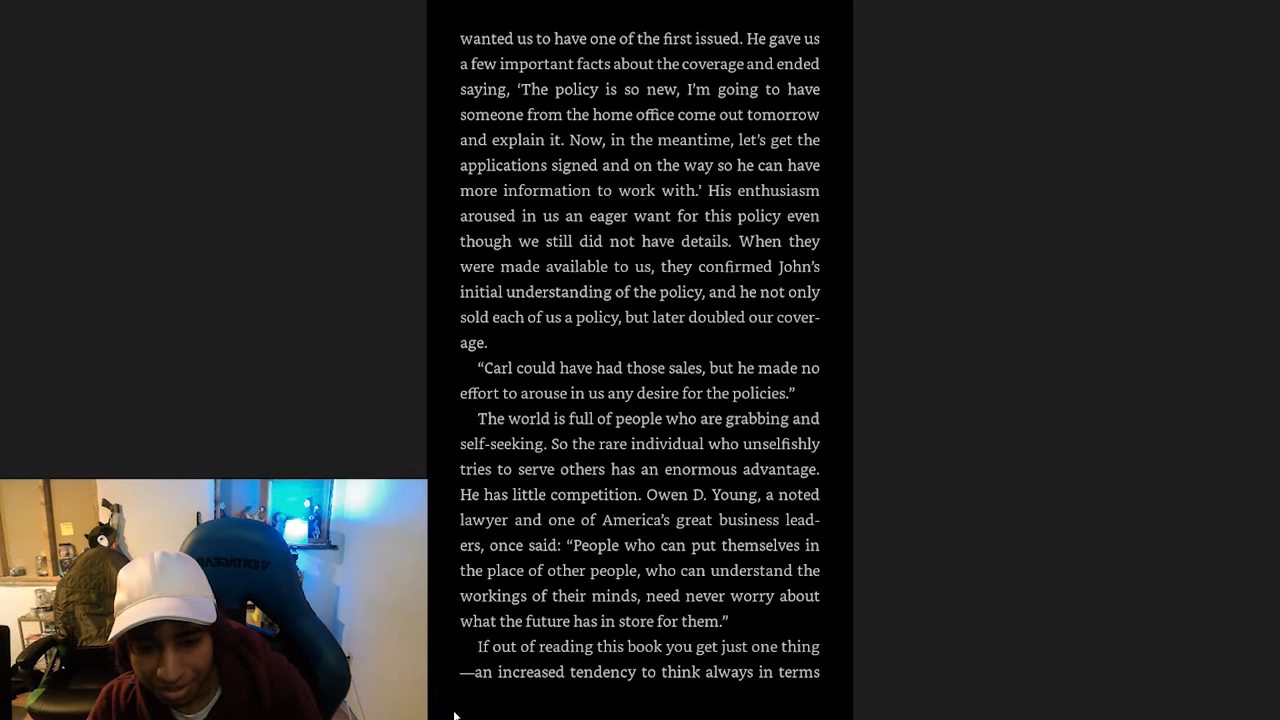 wanted us to have one of the first issued. He gave us
a few important facts about the coverage and ended
saying, ‘The policy is so new, I’m going to have
someone from the home office come out tomorrow
and explain it. Now, in the meantime, let’s get the
applications signed and on the way so he can have
more information to work with.’ His enthusiasm
aroused in us an eager want for this policy even
though we still did not have details. When they
were made available to us, they confirmed John’s
initial understanding of the policy, and he not only
sold each of us a policy, but later doubled our cover-
age.
“Carl could have had those sales, but he made no
effort to arouse in us any desire for the policies.”
The world is full of people who are grabbing and
self-seeking. So the rare individual who unselfishly
tries to serve others has an enormous advantage.
He has little competition. Owen D. Young, a noted
lawyer and one of America’s great business lead-
ers, once said: “People who can put themselves in
the place of other people, who can understand the
workings of their minds, need never worry about
what the future has in store for them.”
If out of reading this book you get just one thing
—an increased tendency to think always in terms